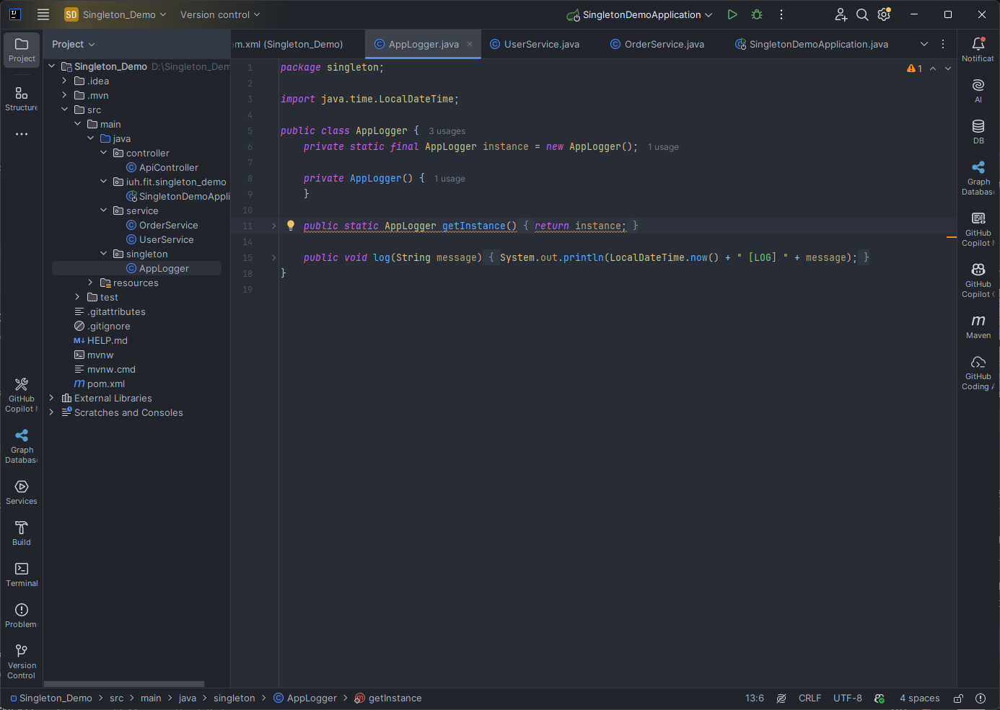 SD Singleton_Demo Version control SingletonDemoApplication
Project
Project
m.xml (Singleton_Demo) AppLogger.java UserService.java OrderService.java SingletonDemoApplication.java
Structure
Singleton_Demo D:\Singleton_Dem
.idea
.mvn
src
main
java
controller
ApiController
iuh.fit.singleton_demo
SingletonDemoAppli
service
OrderService
UserService
singleton
AppLogger
resources
test
.gitattributes
.gitignore
M↓ HELP.md
mvnw
mvnw.cmd
m pom.xml
External Libraries
Scratches and Consoles
GitHub
Copilot
Graph
Databas
Services
Build
Terminal
Problem
Version
Control
1 package singleton;
2
3 import java.time.LocalDateTime;
4
5 public class AppLogger { 3 usages
6 private static final AppLogger instance = new AppLogger(); 1 usage
7
8 private AppLogger() { 1 usage
9 }
10
11 public static AppLogger getInstance() { return instance; }
14
15 public void log(String message) { System.out.println(LocalDateTime.now() + " [LOG] " + message); }
18 }
19
1
Notificat
AI
DB
Graph
Databas
GitHub
Copilot
GitHub
Copilot
m
Maven
GitHub
Coding A
Singleton_Demo > src > main > java > singleton > AppLogger > getInstance
13:6 CRLF UTF-8 4 spaces